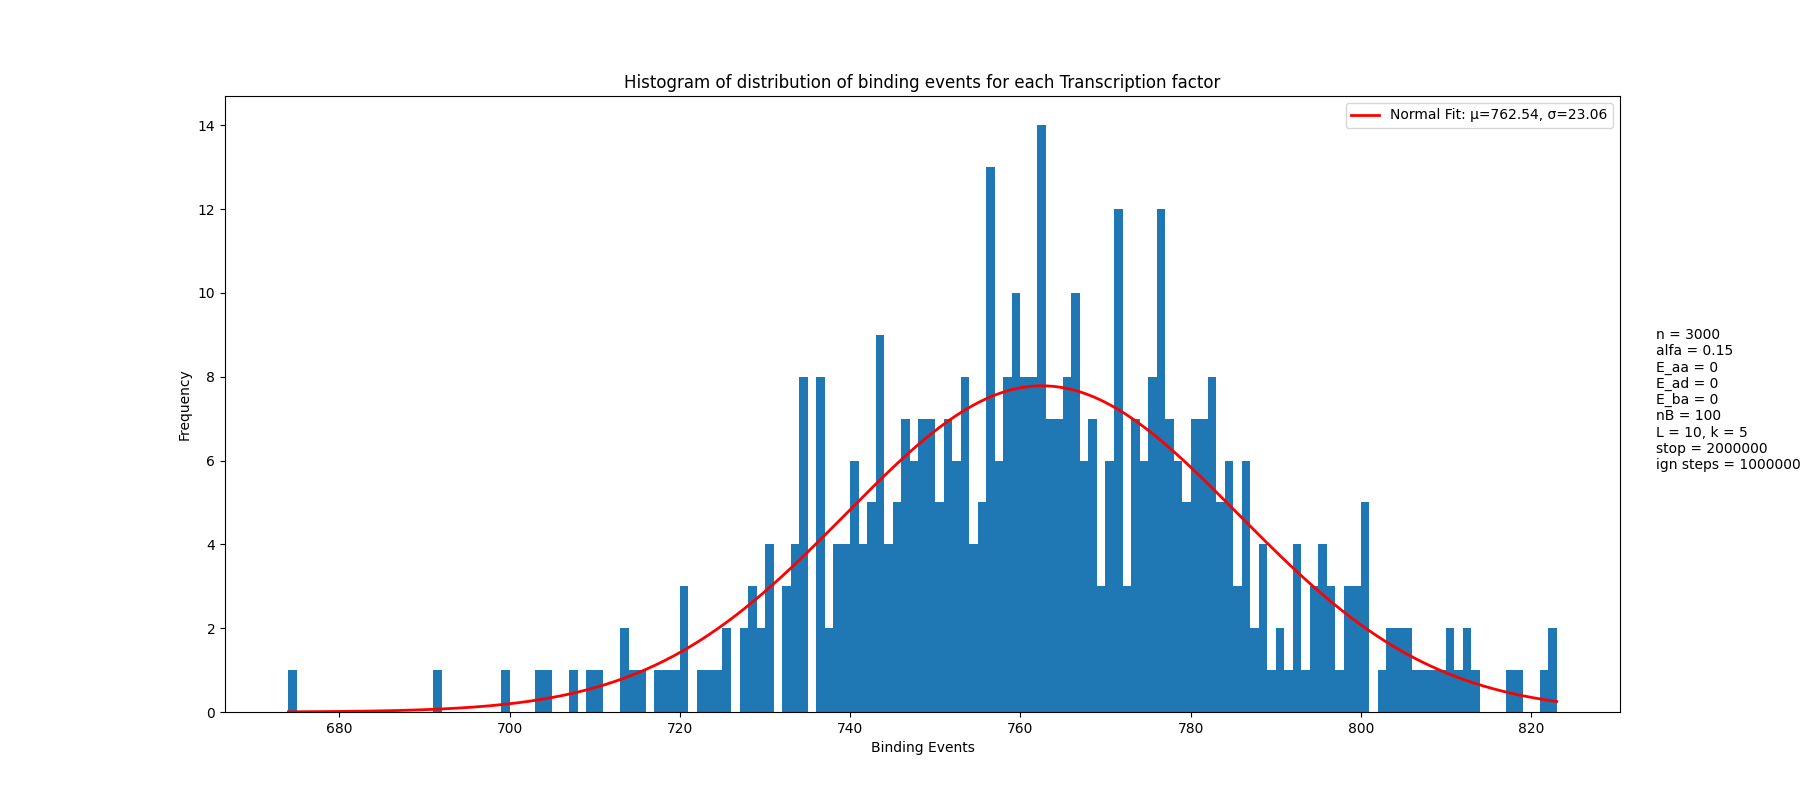 Histogram of distribution of binding events for each Transcription factor
Normal Fit: μ=762.54, σ=23.06
14
12
10
8
6
4
2
0
Frequency
680 700 720 740 760 780 800 820
Binding Events
n = 3000
alfa = 0.15
E_aa = 0
E_ad = 0
E_ba = 0
nB = 100
L = 10, k = 5
stop = 2000000
ign steps = 1000000